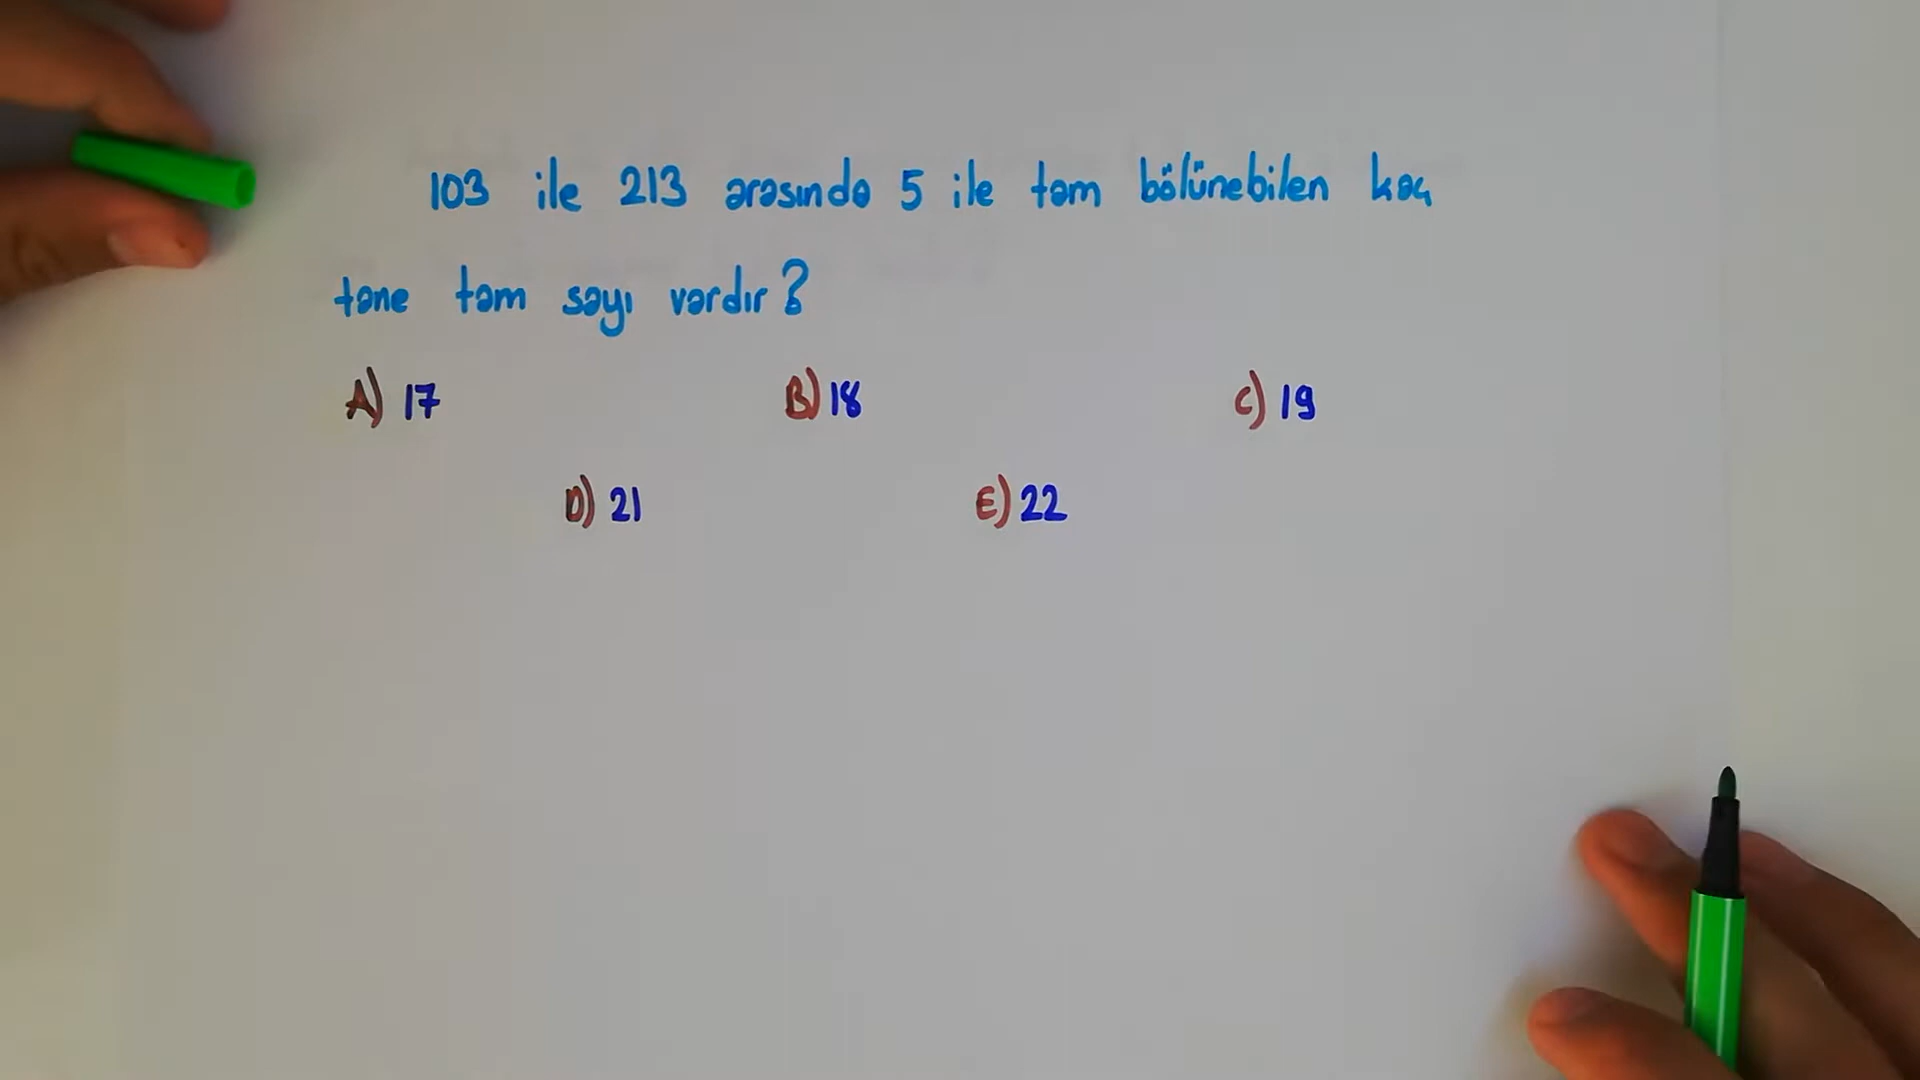 103 ile 213 arasında 5 ile tam bölünebilen kaç
tane tam sayı vardır?
A) 17 B) 18 C) 19
D) 21 E) 22